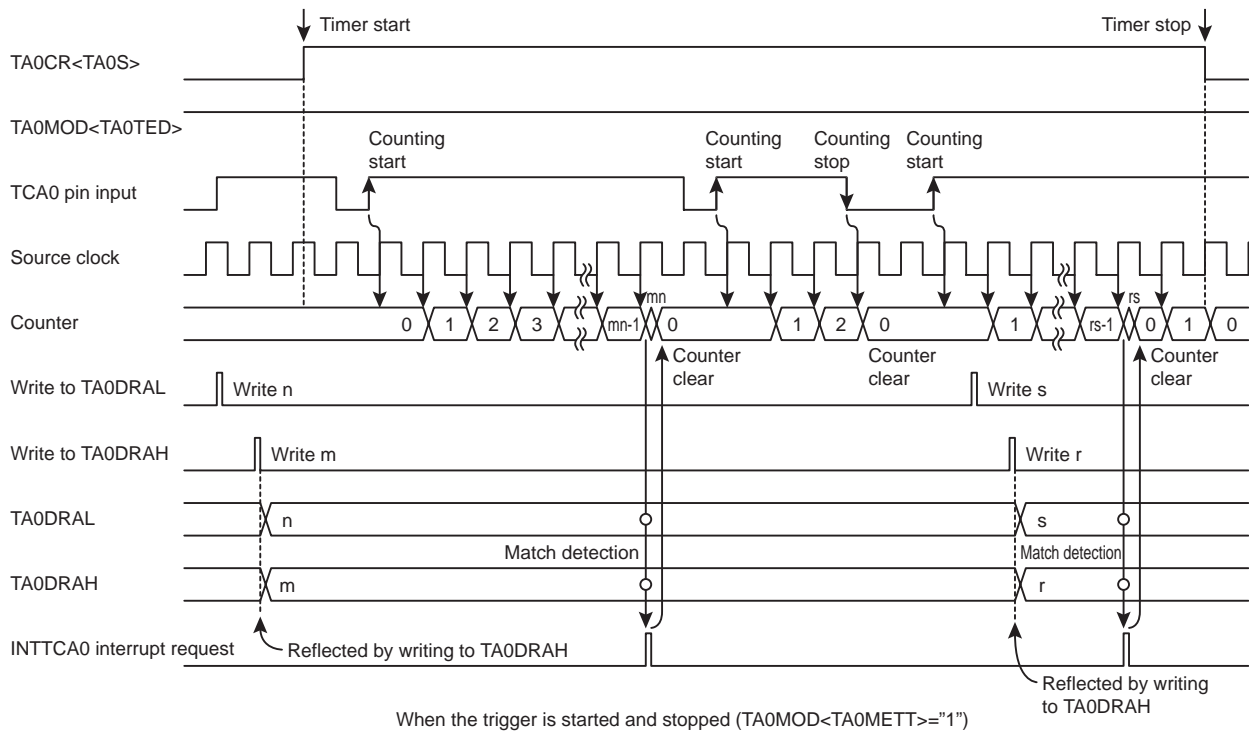 Timer start
Timer stop
TA0CR<TA0S>
TA0MOD<TA0TED>
Counting
start
Counting
start
Counting
stop
Counting
start
TCA0 pin input
Source clock
mn
rs
Counter
0 1 2 3 mn-1 0 1 2 0 1 rs-1 0 1 0
Counter
clear
Counter
clear
Counter
clear
Write to TA0DRAL
Write n
Write s
Write to TA0DRAH
Write m
Write r
TA0DRAL
n
s
Match detection
Match detection
TA0DRAH
m
r
INTTCA0 interrupt request
Reflected by writing to TA0DRAH
Reflected by writing
to TA0DRAH
When the trigger is started and stopped (TA0MOD<TA0METT>=”1”)